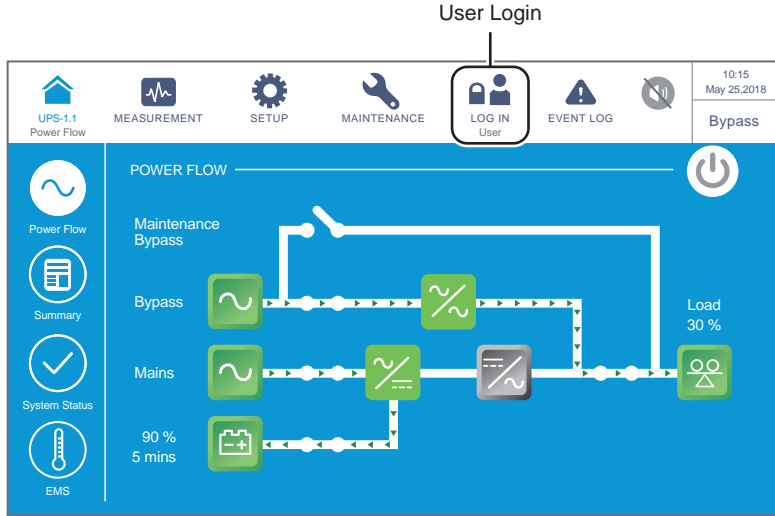 User Login
UPS-1.1
Power Flow
MEASUREMENT
SETUP
MAINTENANCE
LOG IN
User
EVENT LOG
10:15
May 25,2018
Bypass
POWER FLOW
Power Flow
Summary
System Status
EMS
Maintenance
Bypass
Bypass
Mains
90 %
5 mins
Load
30 %